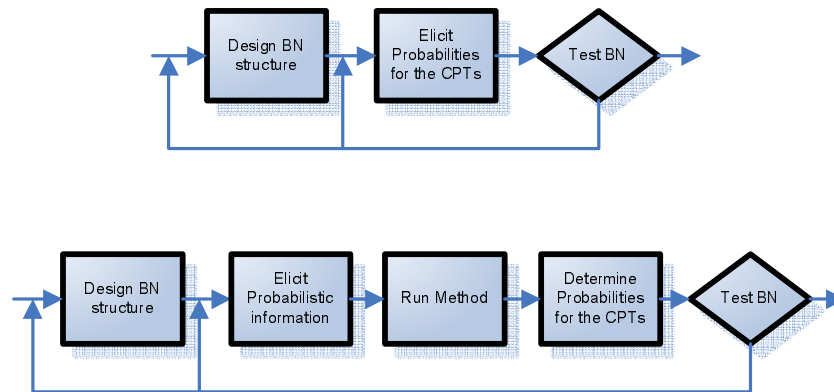 Design BN
structure
Elicit
Probabilities
for the CPTs
Test BN
Design BN
structure
Elicit
Probabilistic
information
Run Method
Determine
Probabilities
for the CPTs
Test BN